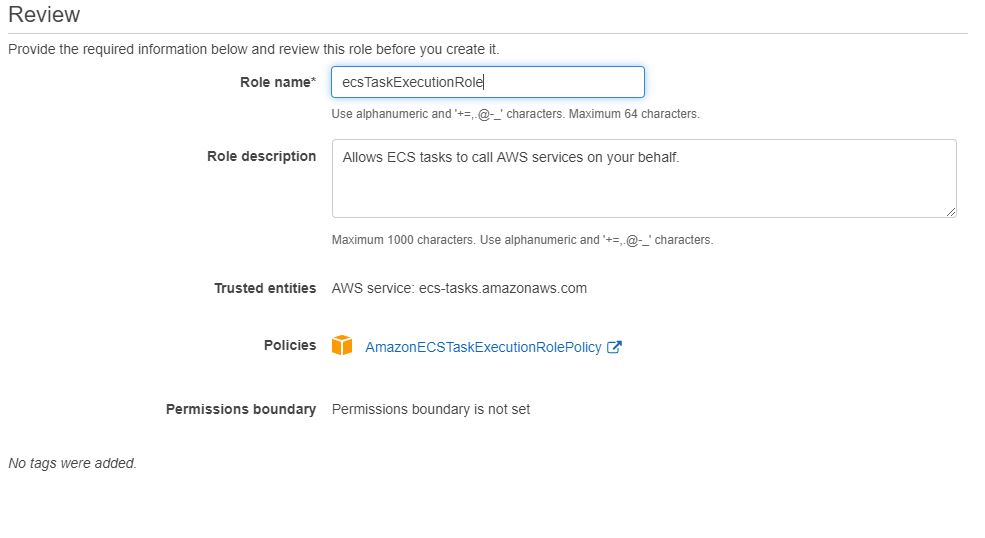 Review
Provide the required information below and review this role before you create it.
Role name* ecsTaskExecutionRole
Use alphanumeric and '+=,.@-_' characters. Maximum 64 characters.
Role description Allows ECS tasks to call AWS services on your behalf.
Maximum 1000 characters. Use alphanumeric and '+=,.@-_' characters.
Trusted entities AWS service: ecs-tasks.amazonaws.com
Policies AmazonECSTaskExecutionRolePolicy
Permissions boundary Permissions boundary is not set
No tags were added.